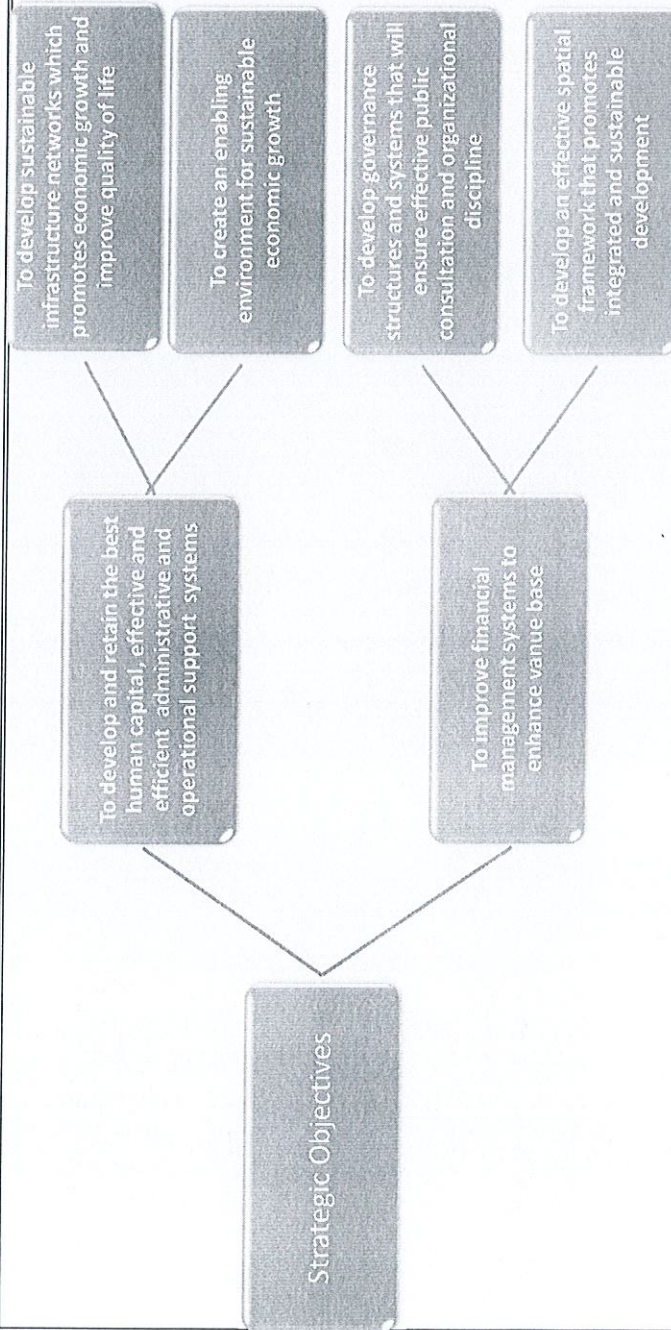 Strategic Objectives
To develop and retain the best
human capital, effective and
efficient administrative and
operational support systems
To improve financial
management systems to
enhance vanue base
To develop sustainable
infrastructure networks which
promotes economic growth and
improve quality of life
To create an enabling
environment for sustainable
economic growth
To develop governance
structures and systems that will
ensure effective public
consultation and organizational
discipline
To develop an effective spatial
framework that promotes
integrated and sustainable
development